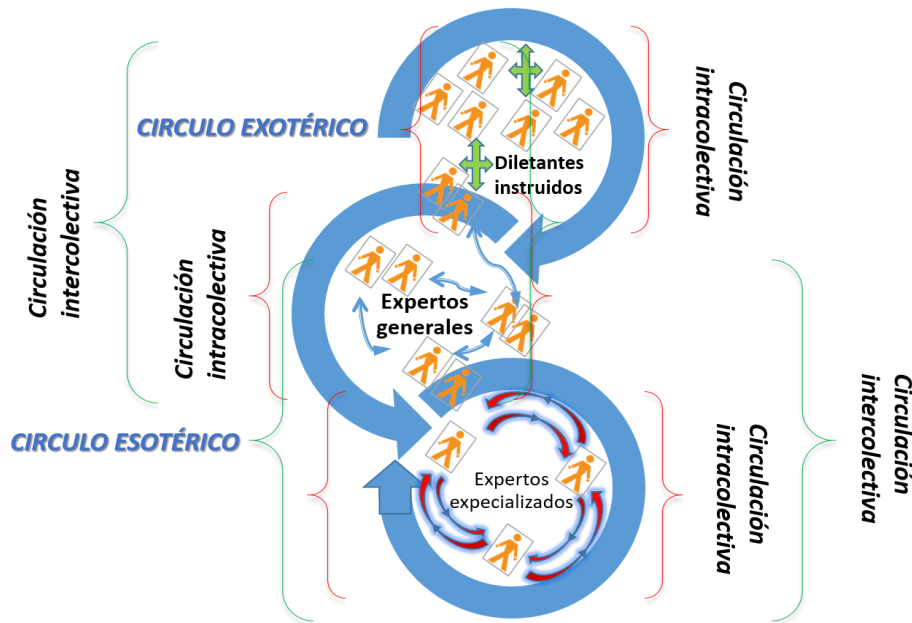 CIRCULO EXOTÉRICO
Diletantes
instruidos
Circulación
intracolectiva
Circulación
intercolectiva
Circulación
intracolectiva
Expertos
generales
CIRCULO ESOTÉRICO
Expertos
expecializados
Circulación
intracolectiva
Circulación
intercolectiva